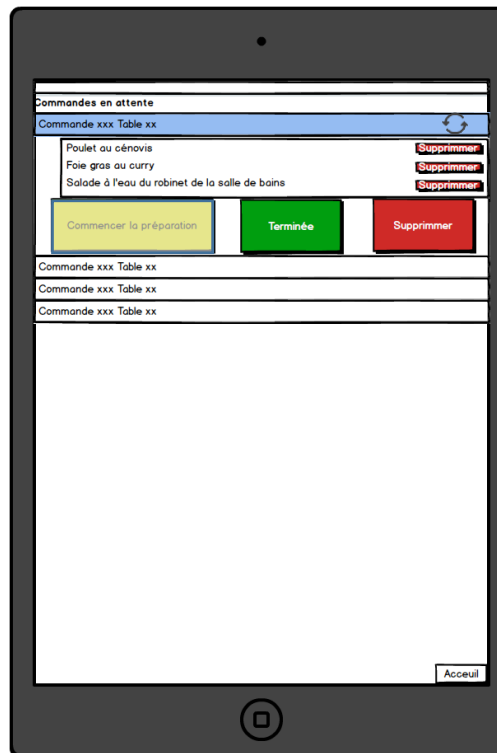 Commandes en attente
Commande xxx Table xx
Poulet au cénovis Supprimmer
Foie gras au curry Supprimmer
Salade à l'eau du robinet de la salle de bains Supprimmer
Commencer la préparation Terminée Supprimmer
Commande xxx Table xx
Commande xxx Table xx
Commande xxx Table xx
Acceuil